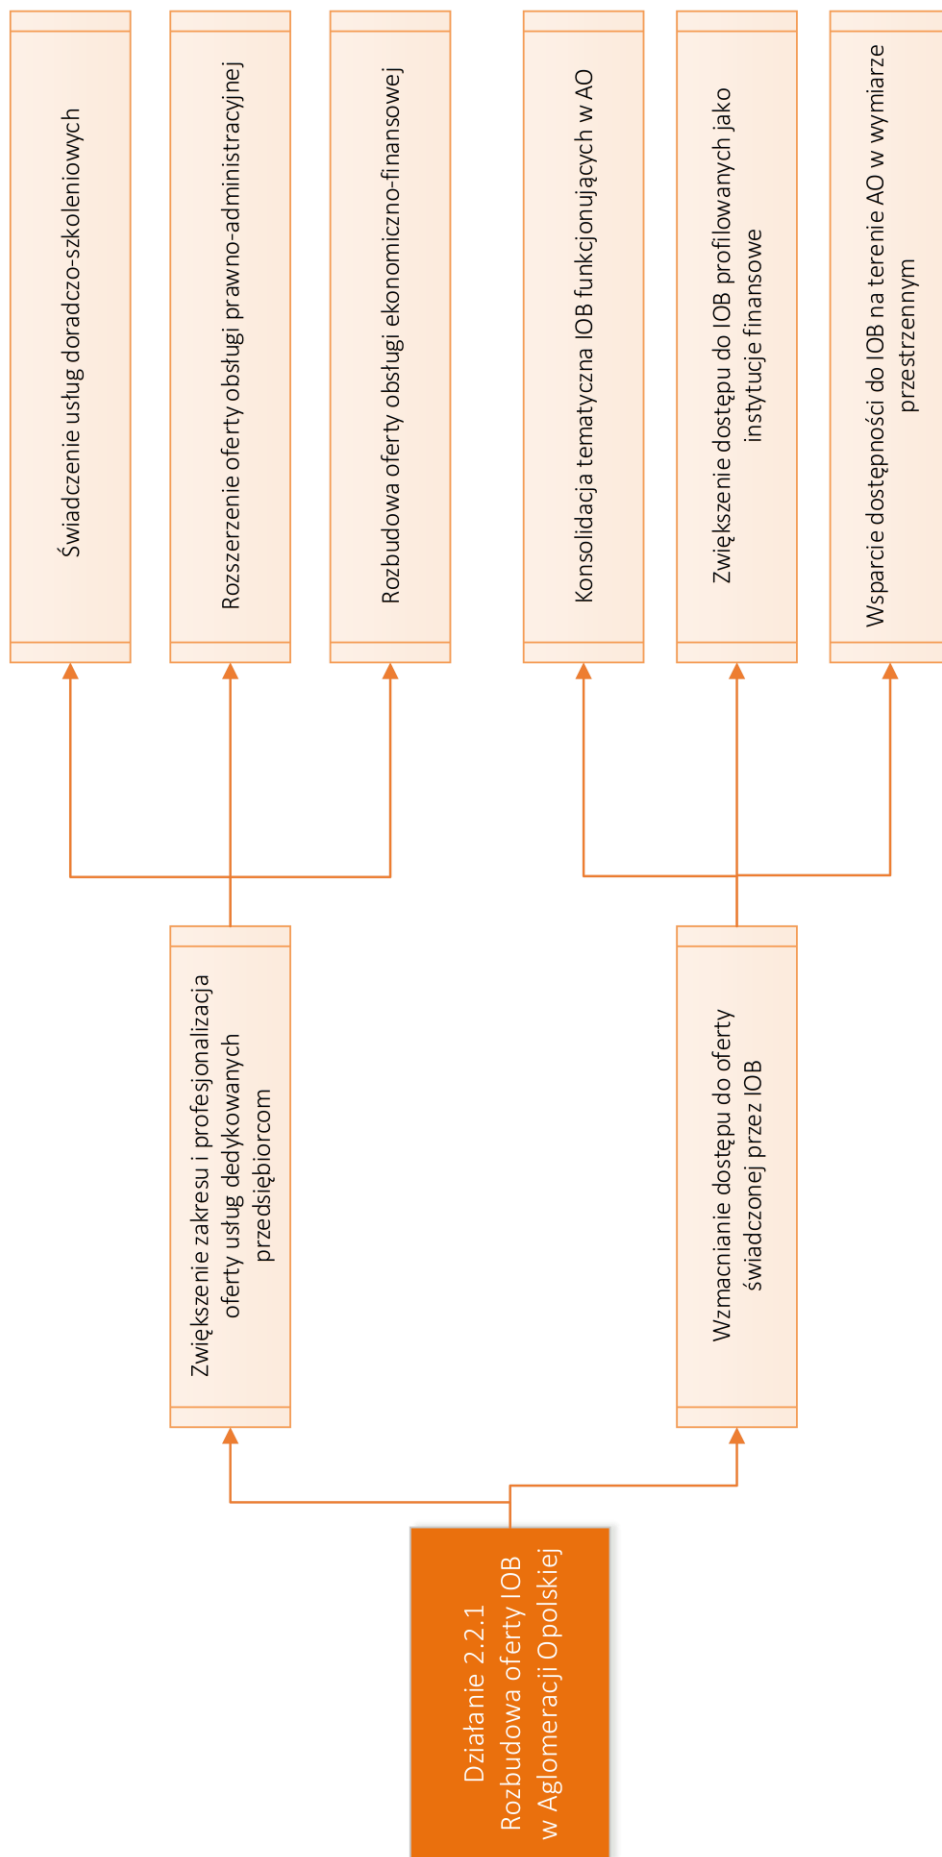 Działanie 2.2.1
Rozbudowa oferty IOB
w Aglomeracji Opolskiej
Zwiększenie zakresu i profesjonalizacja
oferty usług dedykowanych
przedsiębiorcom
Świadczenie usług doradczo-szkoleniowych
Rozszerzenie oferty obsługi prawno-administracyjnej
Rozbudowa oferty obsługi ekonomiczno-finansowej
Wzmacnianie dostępu do oferty
świadczonej przez IOB
Konsolidacja tematyczna IOB funkcjonujących w AO
Zwiększenie dostępu do IOB profilowanych jako
instytucje finansowe
Wsparcie dostępności do IOB na terenie AO w wymiarze
przestrzennym